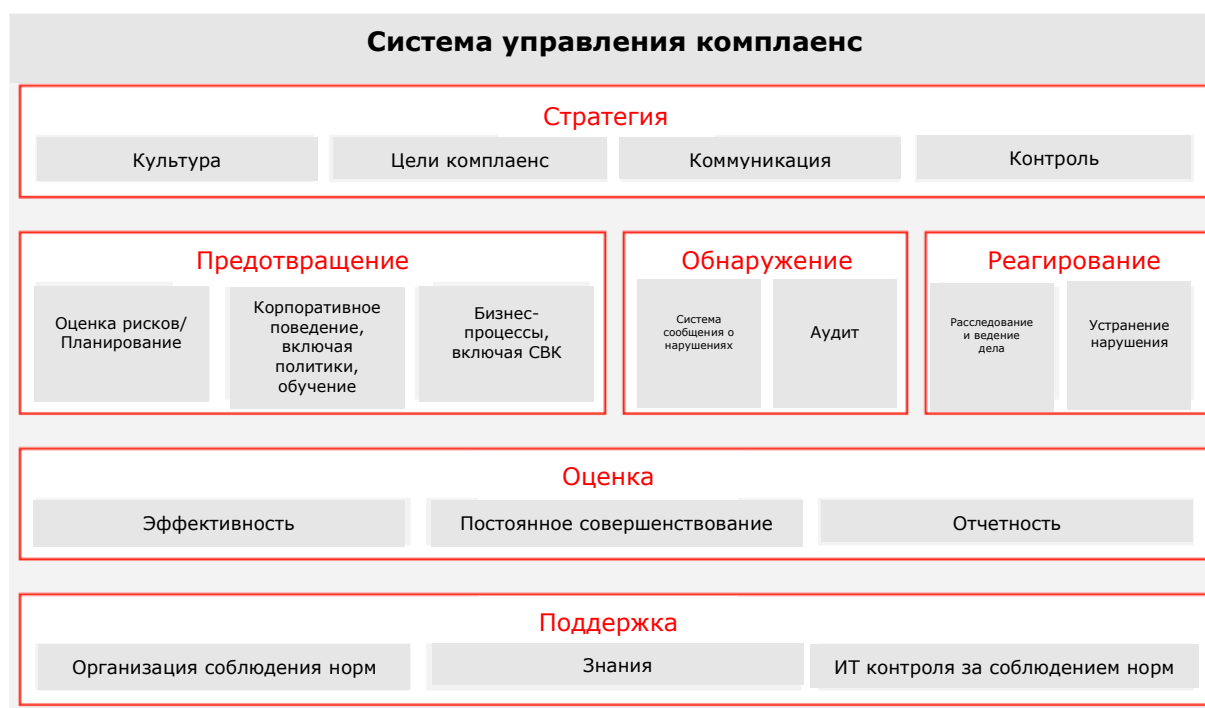 Система управления комплаенс
Стратегия
Культура
Цели комплаенс
Коммуникация
Контроль
Предотвращение
Оценка рисков/
Планирование
Корпоративное
поведение,
включая
политики,
обучение
Бизнес-
процессы,
включая СВК
Обнаружение
Система
сообщения о
нарушениях
Аудит
Реагирование
Расследование
и ведение
дела
Устранение
нарушения
Оценка
Эффективность
Постоянное совершенствование
Отчетность
Поддержка
Организация соблюдения норм
Знания
ИТ контроля за соблюдением норм